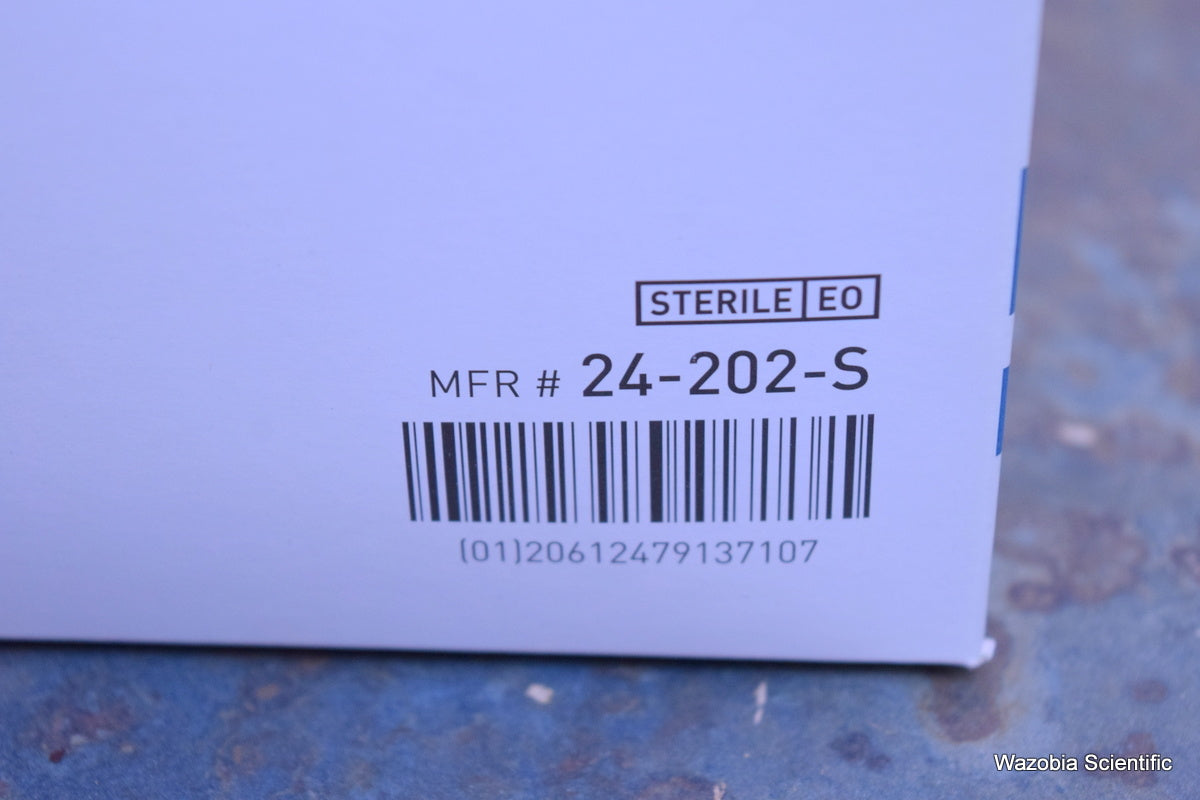 STERILE EO
MFR # 24-202-S
(01)20612479137107
Wazobia Scientific